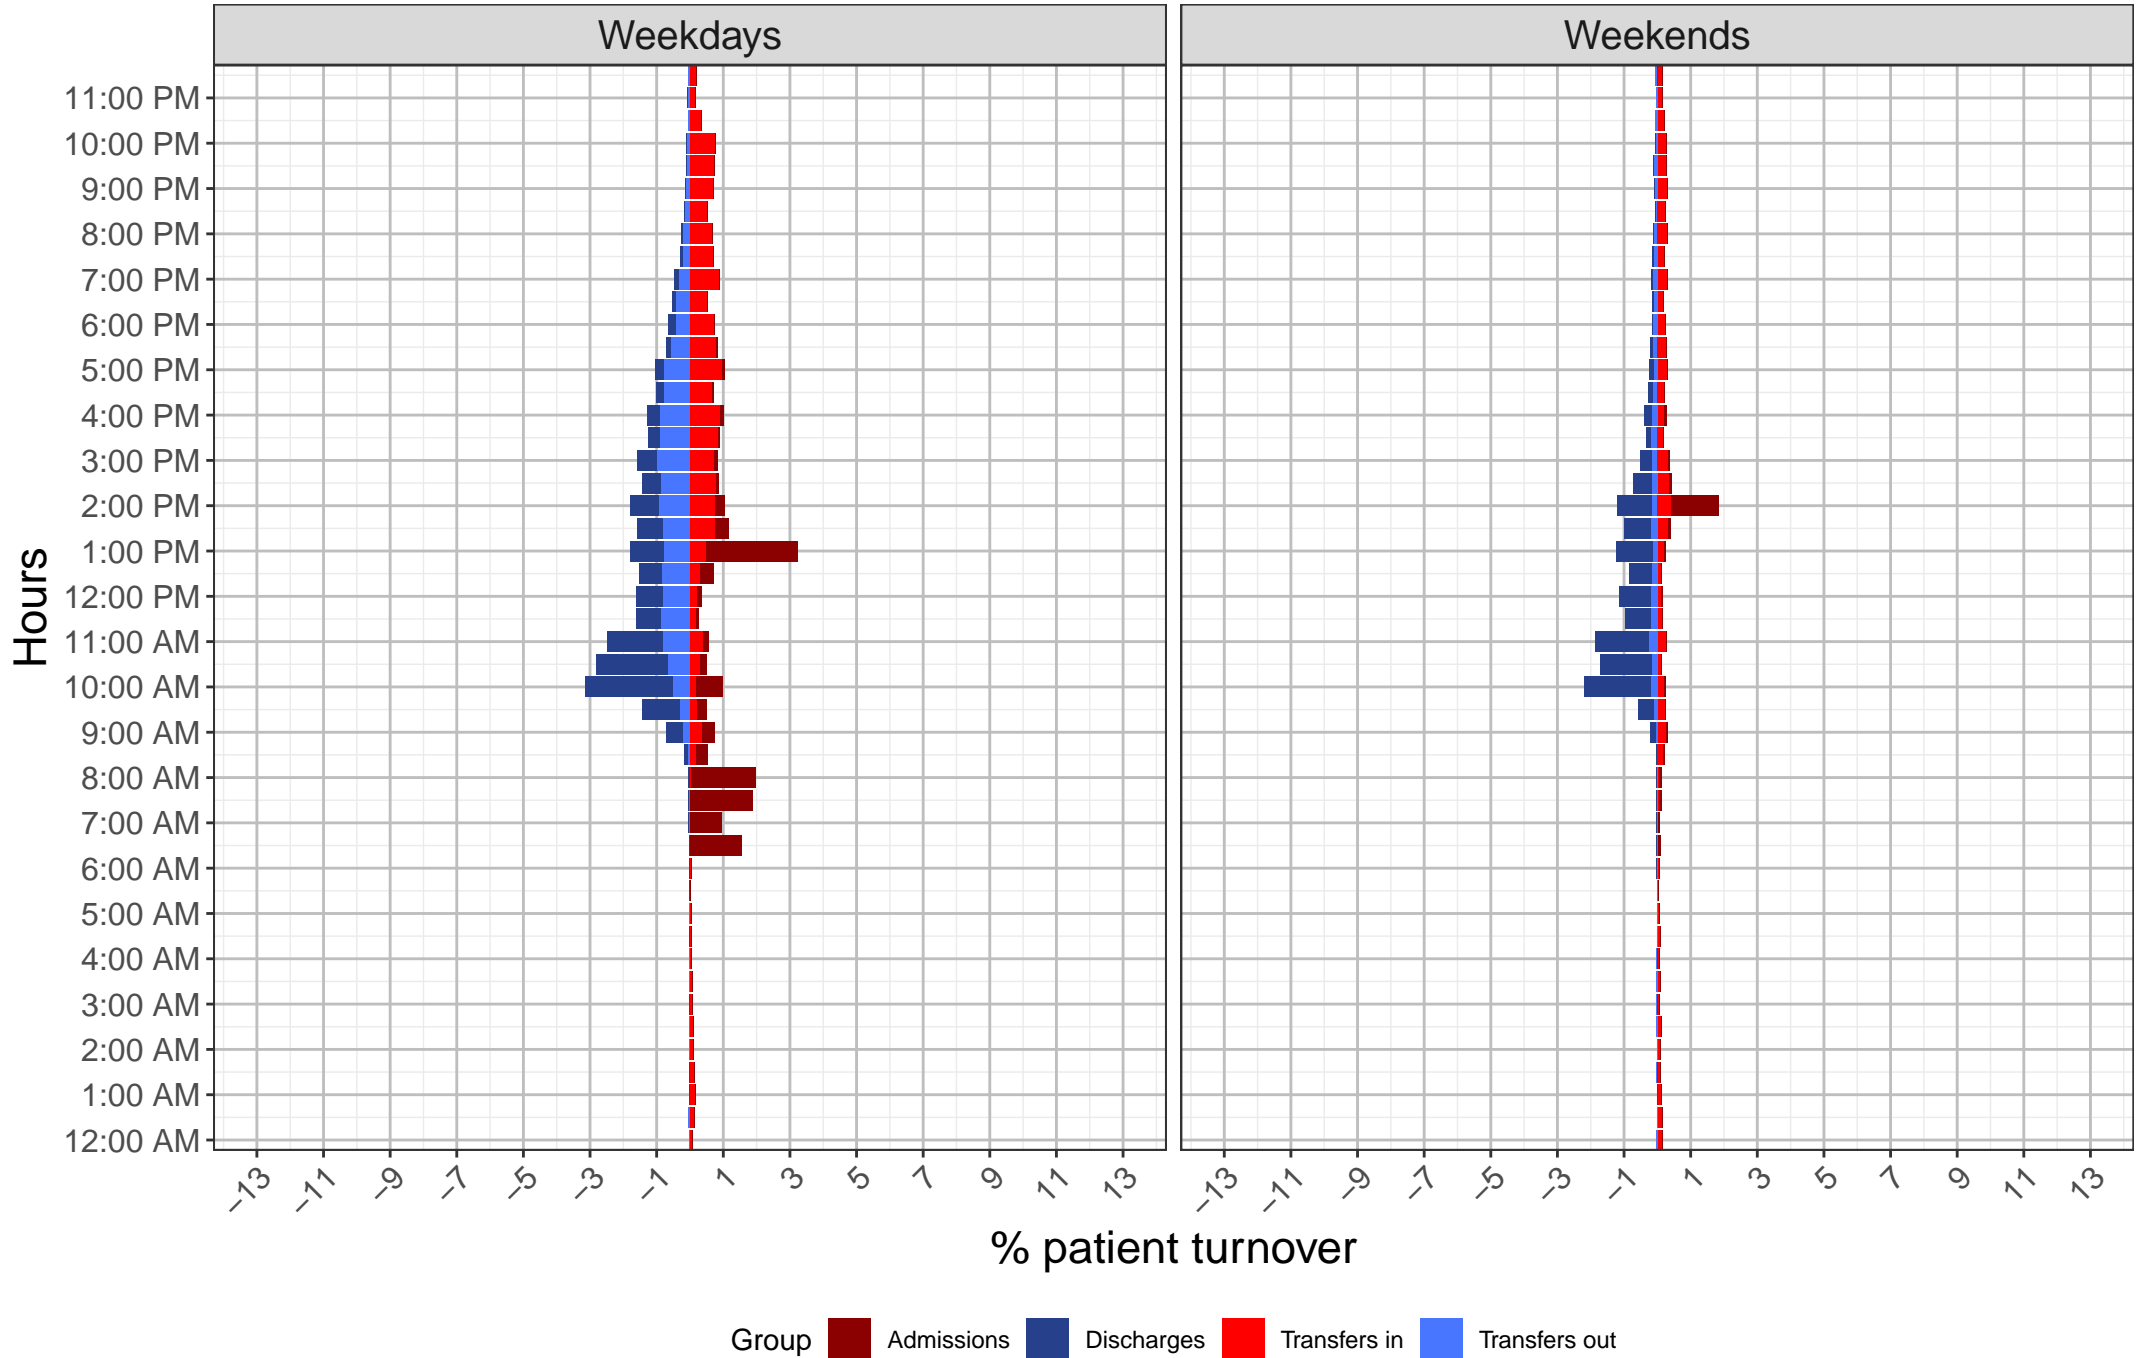 Weekdays Weekends
Hours
11:00 PM
10:00 PM
9:00 PM
8:00 PM
7:00 PM
6:00 PM
5:00 PM
4:00 PM
3:00 PM
2:00 PM
1:00 PM
12:00 PM
11:00 AM
10:00 AM
9:00 AM
8:00 AM
7:00 AM
6:00 AM
5:00 AM
4:00 AM
3:00 AM
2:00 AM
1:00 AM
12:00 AM
−13 −11 −9 −7 −5 −3 −1 1 3 5 7 9 11 13 −13 −11 −9 −7 −5 −3 −1 1 3 5 7 9 11 13
% patient turnover
Group Admissions Discharges Transfers in Transfers out